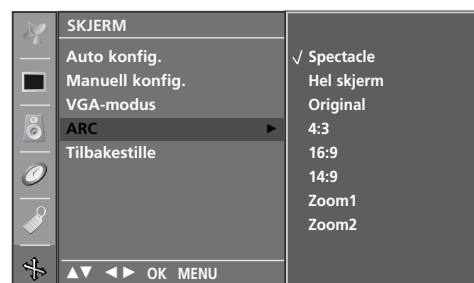 SKJERM
Auto konfig.
Manuell konfig.
VGA-modus
ARC ►
Tilbakestille
▲▼ ◄► OK MENU
√ Spectacle
Hel skjerm
Original
4:3
16:9
14:9
Zoom1
Zoom2